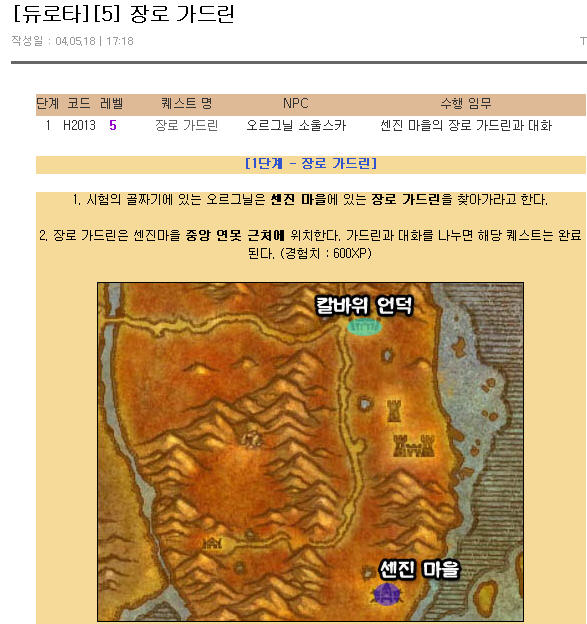 [듀로타][5] 장로 가드린
작성일 : 04.05.18 | 17:18
T
단계 코드 레벨 퀘스트 명 NPC 수행 임무
1 H2013 5 장로 가드린 오르그닐 소울스카 센진 마을의 장로 가드린과 대화
[1단계 - 장로 가드린]
1. 시험의 골짜기에 있는 오르그닐은 센진 마을에 있는 장로 가드린을 찾아가라고 한다.
2. 장로 가드린은 센진마을 중앙 연못 근처에 위치한다. 가드린과 대화를 나누면 해당 퀘스트는 완료
된다. (경험치 : 600XP)
칼바위 언덕
센진 마을